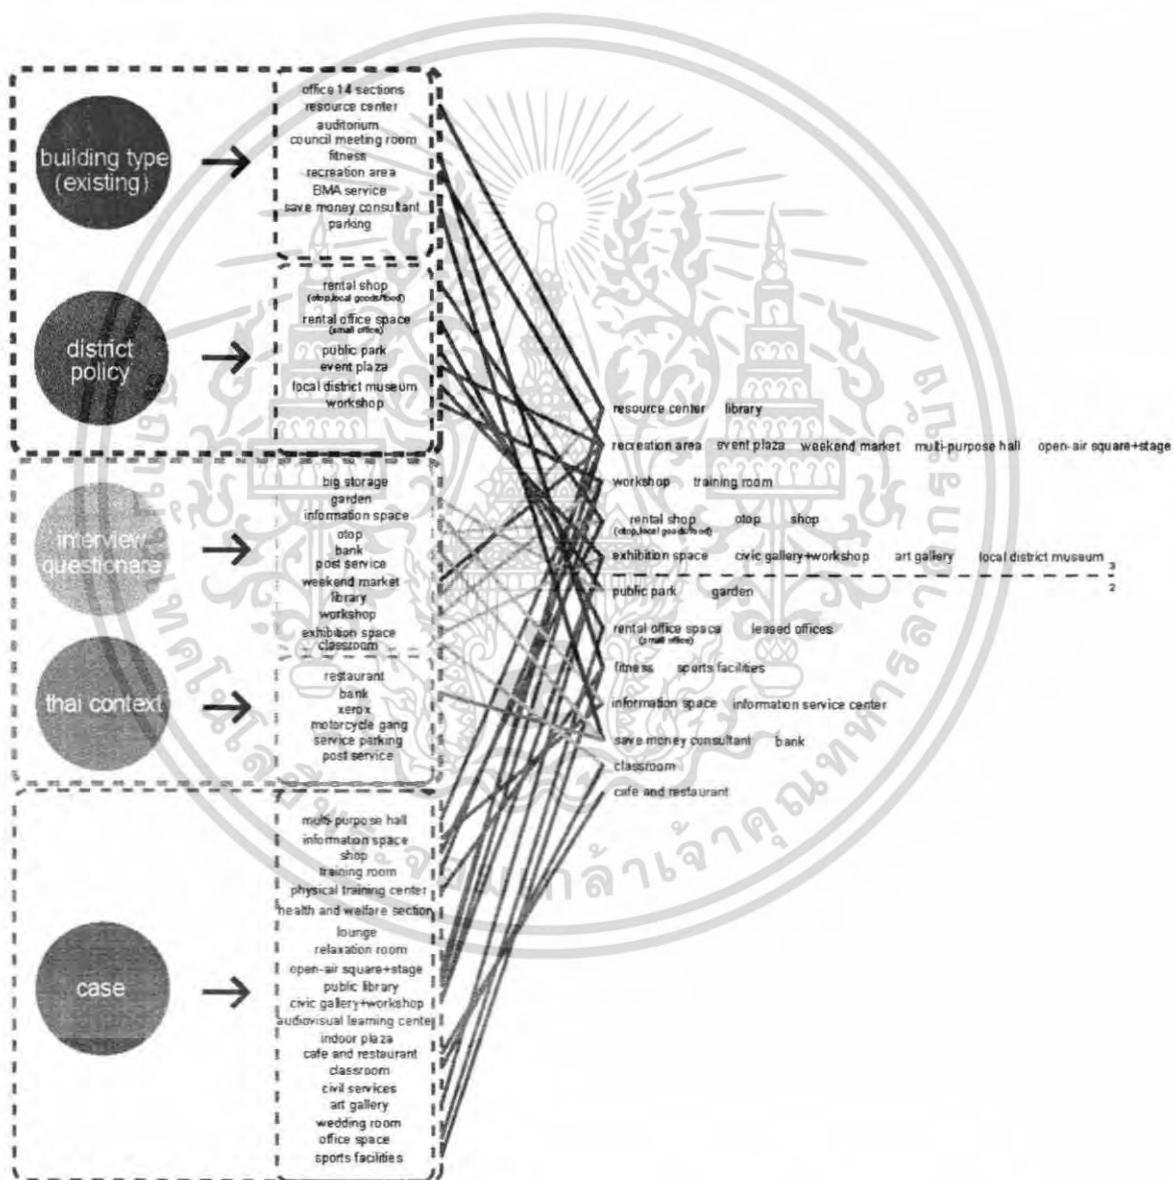 building type
(existing)
office 14 sections
resource center
auditorium
council meeting room
fitness
recreation area
BMA service
save money consultant
parking
district
policy
rental shop
(otop,local goods/food)
rental office space
(small office)
public park
event plaza
local district museum
workshop
interview
questionare
big storage
garden
information space
otop
bank
post service
weekend market
library
workshop
exhibition space
classroom
thai context
restaurant
bank
xerox
motorcycle gang
service parking
post service
case
multi-purpose hall
information space
shop
training room
physical training center
health and welfare section
lounge
relaxation room
open-air square+stage
public library
civic gallery+workshop
audiovisual learning center
indoor plaza
cafe and restaurant
classroom
civil services
art gallery
wedding room
office space
sports facilities
resource center library
recreation area event plaza weekend market multi-purpose hall open-air square+stage
workshop training room
rental shop otop shop
(otop,local goods/food)
exhibition space civic gallery+workshop art gallery local district museum
3
2
public park garden
rental office space leased offices
(small office)
fitness sports facilities
information space information service center
save money consultant bank
classroom
cafe and restaurant